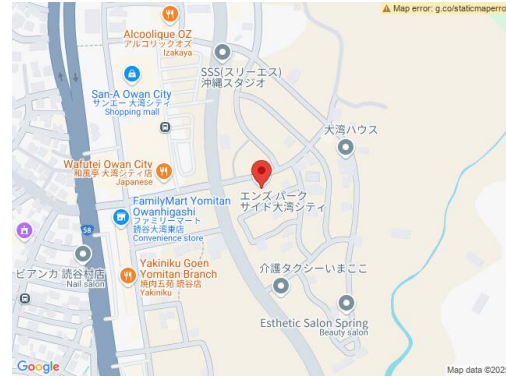 Map error: g.co/staticmaperro
Alcoolique OZ
アルコリックオズ
Izakaya
SSS(スリーエス)
沖縄スタジオ
San-A Owan City
サンエー 大湾シティ
Shopping mall
大湾ハウス
Wafutei Owan City
和風亭 大湾シティ店
Japanese
エンズ パーク
サイド大湾シティ
FamilyMart Yomitan
Owanhigashi
ファミリーマート
読谷大湾東店
Convenience store
58
ビアンカ 読谷村店
Nail salon
Yakiniku Goen
Yomitan Branch
焼肉五苑 読谷店
Yakiniku
介護タクシーいまここ
Esthetic Salon Spring
Beauty salon
Google
Map data ©2025